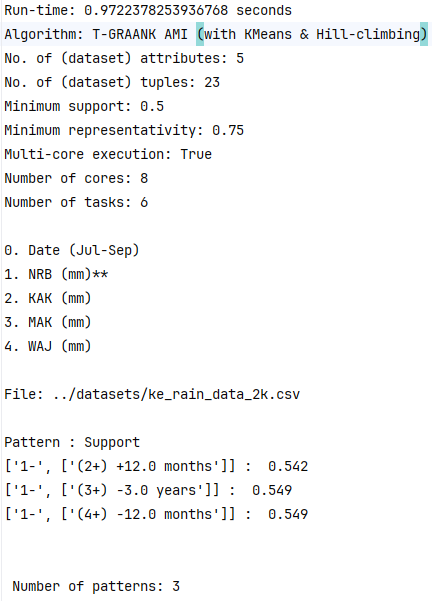 Run-time: 0.9722378253936768 seconds
Algorithm: T-GRAANK AMI (with KMeans & Hill-climbing)
No. of (dataset) attributes: 5
No. of (dataset) tuples: 23
Minimum support: 0.5
Minimum representativity: 0.75
Multi-core execution: True
Number of cores: 8
Number of tasks: 6
0. Date (Jul-Sep)
1. NRB (mm)**
2. KAK (mm)
3. MAK (mm)
4. WAJ (mm)
File: ../datasets/ke_rain_data_2k.csv
Pattern : Support
['1-', ['(2+) +12.0 months']] :  0.542
['1-', ['(3+) -3.0 years']] :  0.549
['1-', ['(4+) -12.0 months']] :  0.549
Number of patterns: 3